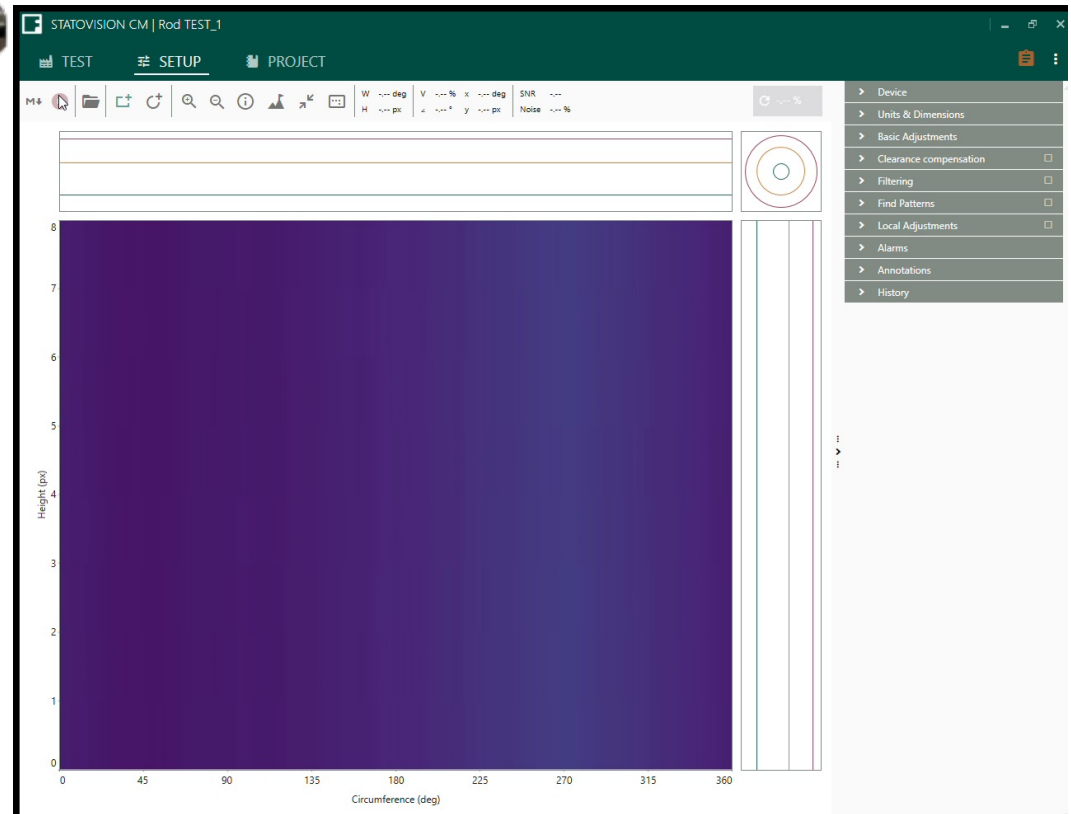 STATOVISION CM | Rod TEST_1
TEST SETUP PROJECT
M
W -.-- deg V -.-- % x -.-- deg SNR -.--
H -.-- px ∠ -.-- ° y -.-- px Noise -.-- %
-.-- %
Device
Units & Dimensions
Basic Adjustments
Clearance compensation
Filtering
Find Patterns
Local Adjustments
Alarms
Annotations
History
8
7
6
5
4
3
2
1
0
Height (px)
0 45 90 135 180 225 270 315 360
Circumference (deg)